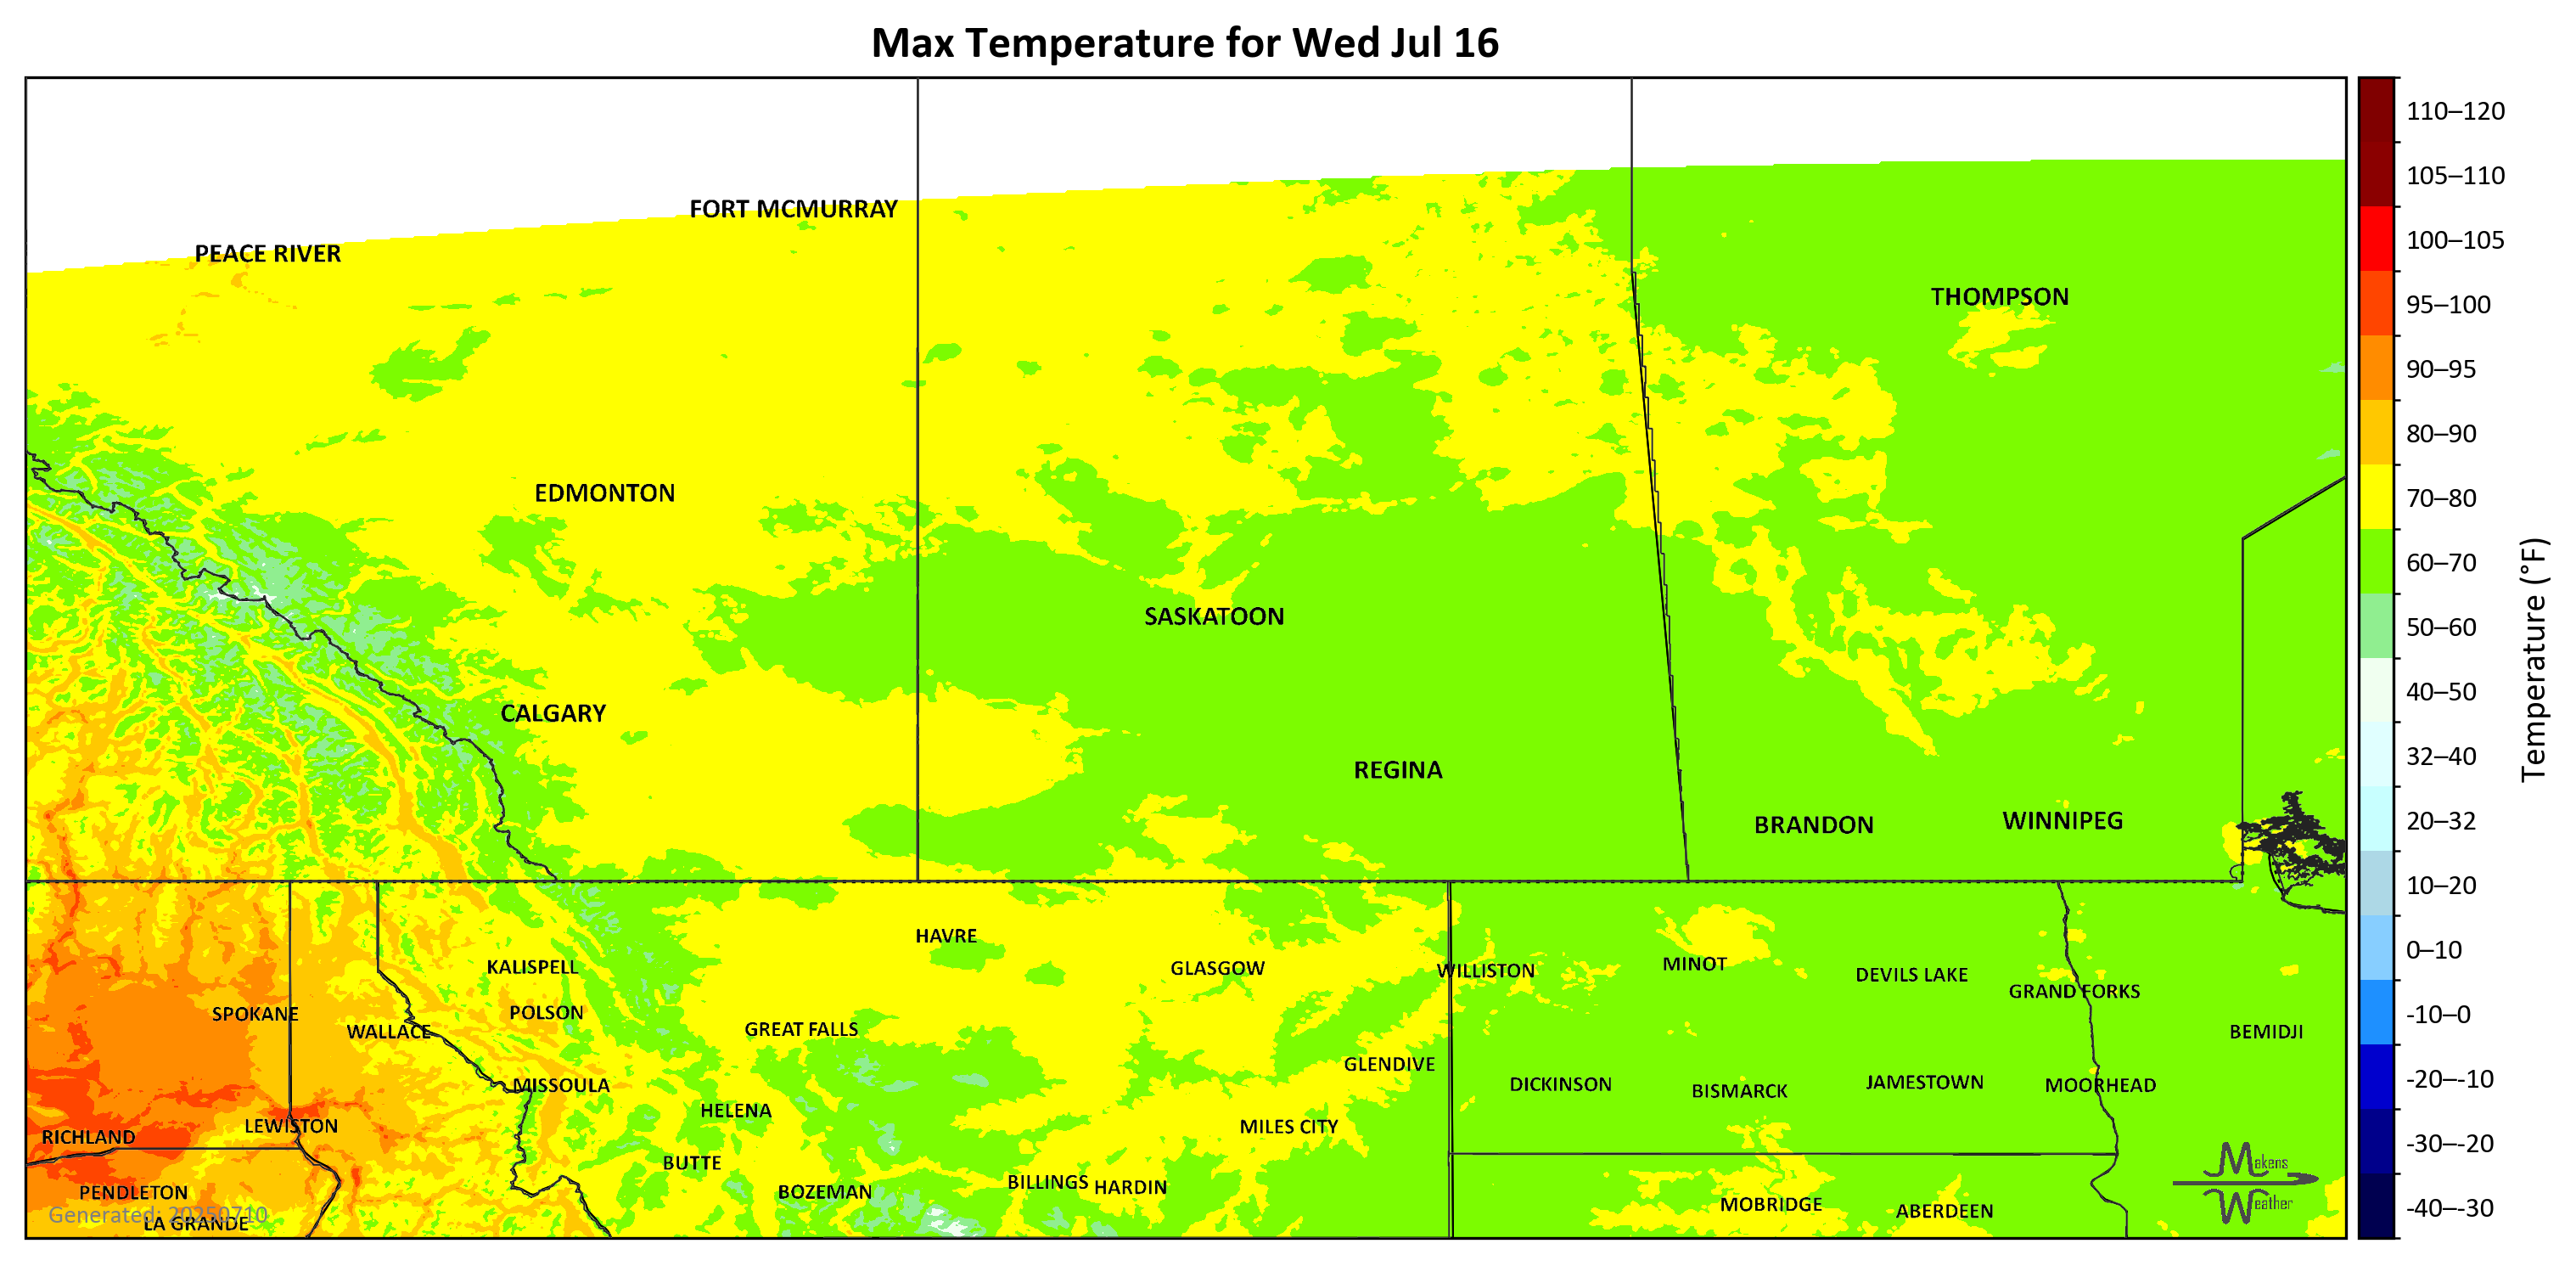 Max Temperature for Wed Jul 16
FORT MCMURRAY
PEACE RIVER
THOMPSON
EDMONTON
SASKATOON
CALGARY
REGINA
BRANDON
WINNIPEG
HAVRE
KALISPELL
GLASGOW
WILLISTON
MINOT
DEVILS LAKE
GRAND FORKS
SPOKANE
POLSON
WALLACE
GREAT FALLS
BEMIDJI
GLENDIVE
MISSOULA
DICKINSON
BISMARCK
JAMESTOWN
MOORHEAD
HELENA
LEWISTON
MILES CITY
RICHLAND
BUTTE
BILLINGS
HARDIN
PENDLETON
BOZEMAN
MOBRIDGE
ABERDEEN
Generated: 20250710
LA GRANDE
Makens
Weather
110–120
105–110
100–105
95–100
90–95
80–90
70–80
60–70
50–60
40–50
32–40
20–32
10–20
0–10
-10–0
-20–-10
-30–-20
-40–-30
Temperature (°F)